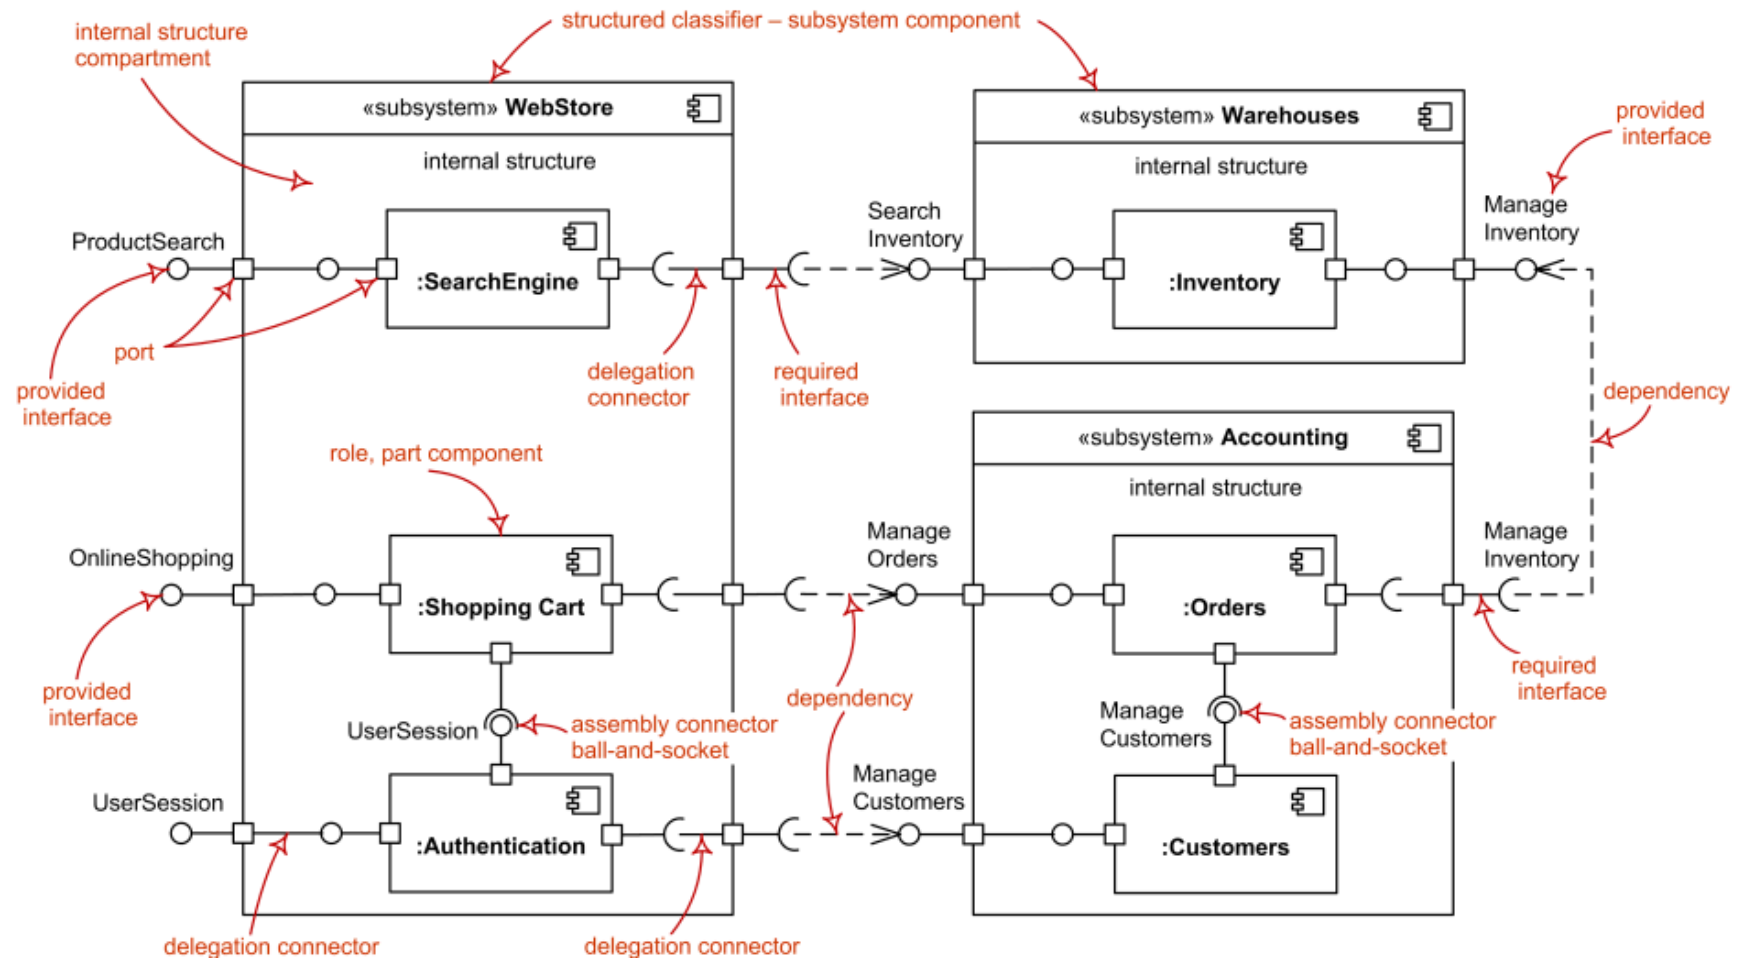 structured classifier – subsystem component
internal structure
compartment
«subsystem» WebStore
internal structure
«subsystem» Warehouses
internal structure
provided
interface
ProductSearch
:SearchEngine
Search
Inventory
:Inventory
Manage
Inventory
port
provided
interface
delegation
connector
required
interface
dependency
role, part component
«subsystem» Accounting
internal structure
OnlineShopping
:Shopping Cart
Manage
Orders
:Orders
Manage
Inventory
provided
interface
dependency
required
interface
UserSession
assembly connector
ball-and-socket
Manage
Customers
assembly connector
ball-and-socket
UserSession
:Authentication
Manage
Customers
:Customers
delegation connector
delegation connector